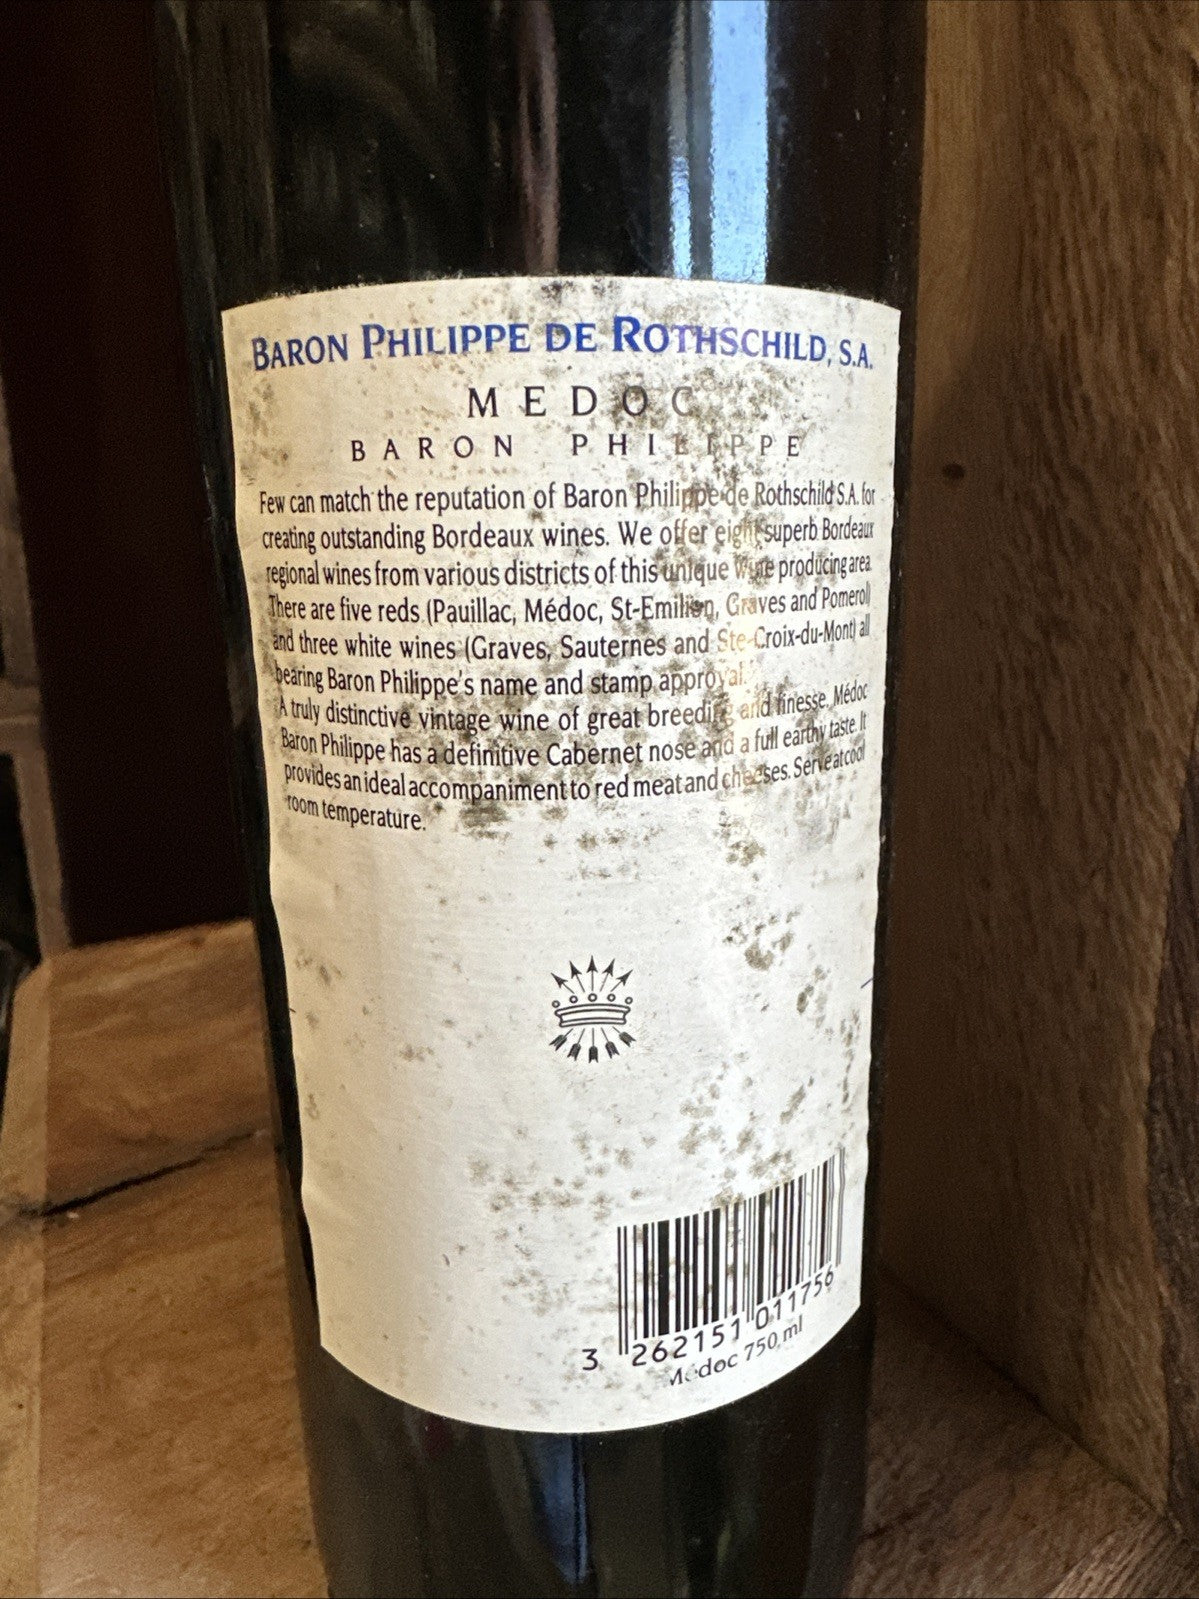 BARON PHILIPPE DE ROTHSCHILD, S.A.
MEDOC
BARON PHILIPPE
Few can match the reputation of Baron Philippe de Rothschild S.A. for
creating outstanding Bordeaux wines. We offer eight superb Bordeaux
regional wines from various districts of this unique wine producing area.
There are five reds (Pauillac, Médoc, St-Emilion, Graves and Pomerol)
and three white wines (Graves, Sauternes and Ste-Croix-du-Mont) all
bearing Baron Philippe's name and stamp approval.
A truly distinctive vintage wine of great breeding and finesse. Médoc
Baron Philippe has a definitive Cabernet nose and a full earthy taste. It
provides an ideal accompaniment to red meat and cheeses. Serve at cool
room temperature.
3 262151 011756
Médoc 750 ml